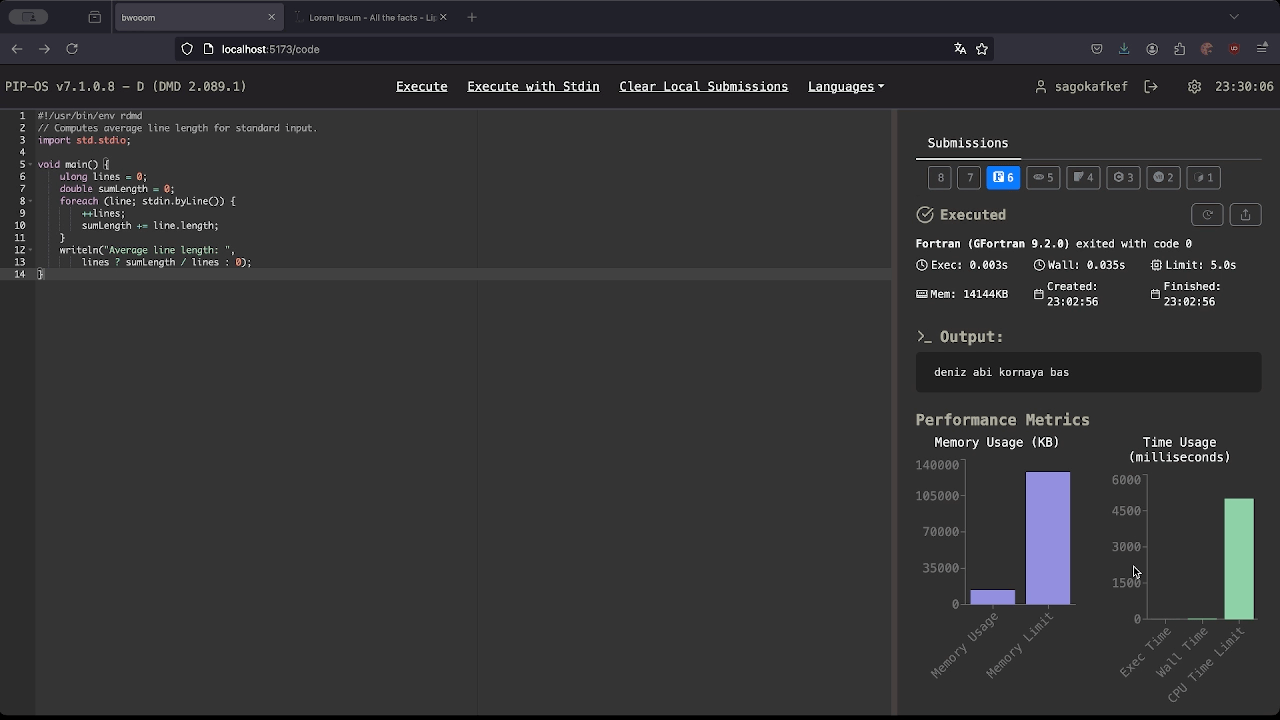 bwooom
Lorem Ipsum - All the facts - Lip
localhost:5173/code
PIP-OS v7.1.0.8 - D (DMD 2.089.1)
Execute
Execute with Stdin
Clear Local Submissions
Languages
sagokafkef
23:30:06
1 #!/usr/bin/env rdmd
2 // Computes average line length for standard input.
3 import std.stdio;
4
5 void main() {
6 ulong lines = 0;
7 double sumLength = 0;
8 foreach (line; stdin.byLine()) {
9 ++lines;
10 sumLength += line.length;
11 }
12 writeln("Average line length: ",
13 lines ? sumLength / lines : 0);
14 }
Submissions
8 7 6 5 4 3 2 1
Executed
Fortran (GFortran 9.2.0) exited with code 0
Exec: 0.003s Wall: 0.035s Limit: 5.0s
Mem: 14144KB Created: 23:02:56 Finished: 23:02:56
>_ Output:
deniz abi kornaya bas
Performance Metrics
Memory Usage (KB)
140000
105000
70000
35000
0
Memory Usage
Memory Limit
Time Usage
(milliseconds)
6000
4500
3000
1500
0
Exec Time
Wall Time
CPU Time Limit